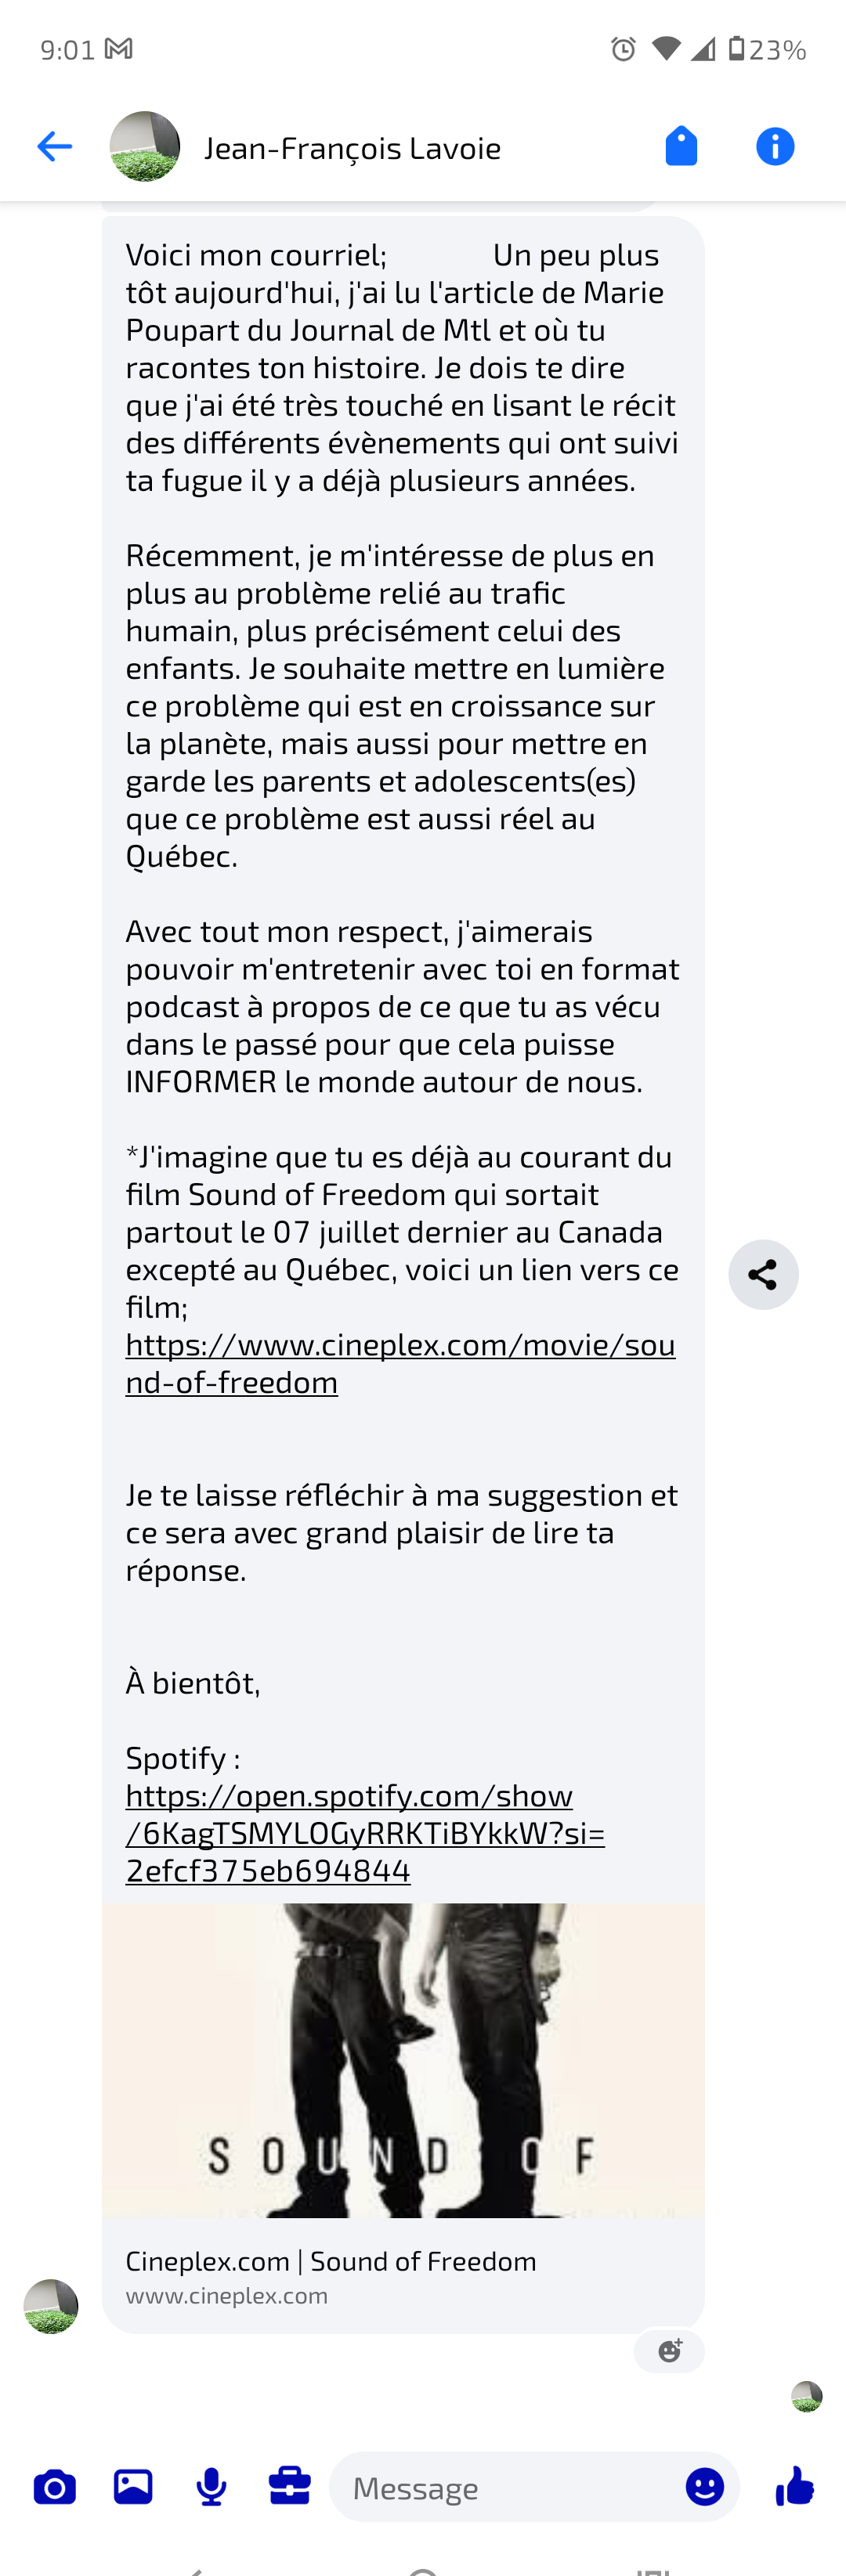 9:01 23%
Jean-François Lavoie
Voici mon courriel; Un peu plus
tôt aujourd'hui, j'ai lu l'article de Marie
Poupart du Journal de Mtl et où tu
racontes ton histoire. Je dois te dire
que j'ai été très touché en lisant le récit
des différents évènements qui ont suivi
ta fugue il y a déjà plusieurs années.
Récemment, je m'intéresse de plus en
plus au problème relié au trafic
humain, plus précisément celui des
enfants. Je souhaite mettre en lumière
ce problème qui est en croissance sur
la planète, mais aussi pour mettre en
garde les parents et adolescents(es)
que ce problème est aussi réel au
Québec.
Avec tout mon respect, j'aimerais
pouvoir m'entretenir avec toi en format
podcast à propos de ce que tu as vécu
dans le passé pour que cela puisse
INFORMER le monde autour de nous.
*J'imagine que tu es déjà au courant du
film Sound of Freedom qui sortait
partout le 07 juillet dernier au Canada
excepté au Québec, voici un lien vers ce
film;
https://www.cineplex.com/movie/sou
nd-of-freedom
Je te laisse réfléchir à ma suggestion et
ce sera avec grand plaisir de lire ta
réponse.
À bientôt,
Spotify :
https://open.spotify.com/show
/6KagTSMYLOGyRRKTiBYkkW?si=
2efcf375eb694844
SOUND OF
Cineplex.com | Sound of Freedom
www.cineplex.com
Message